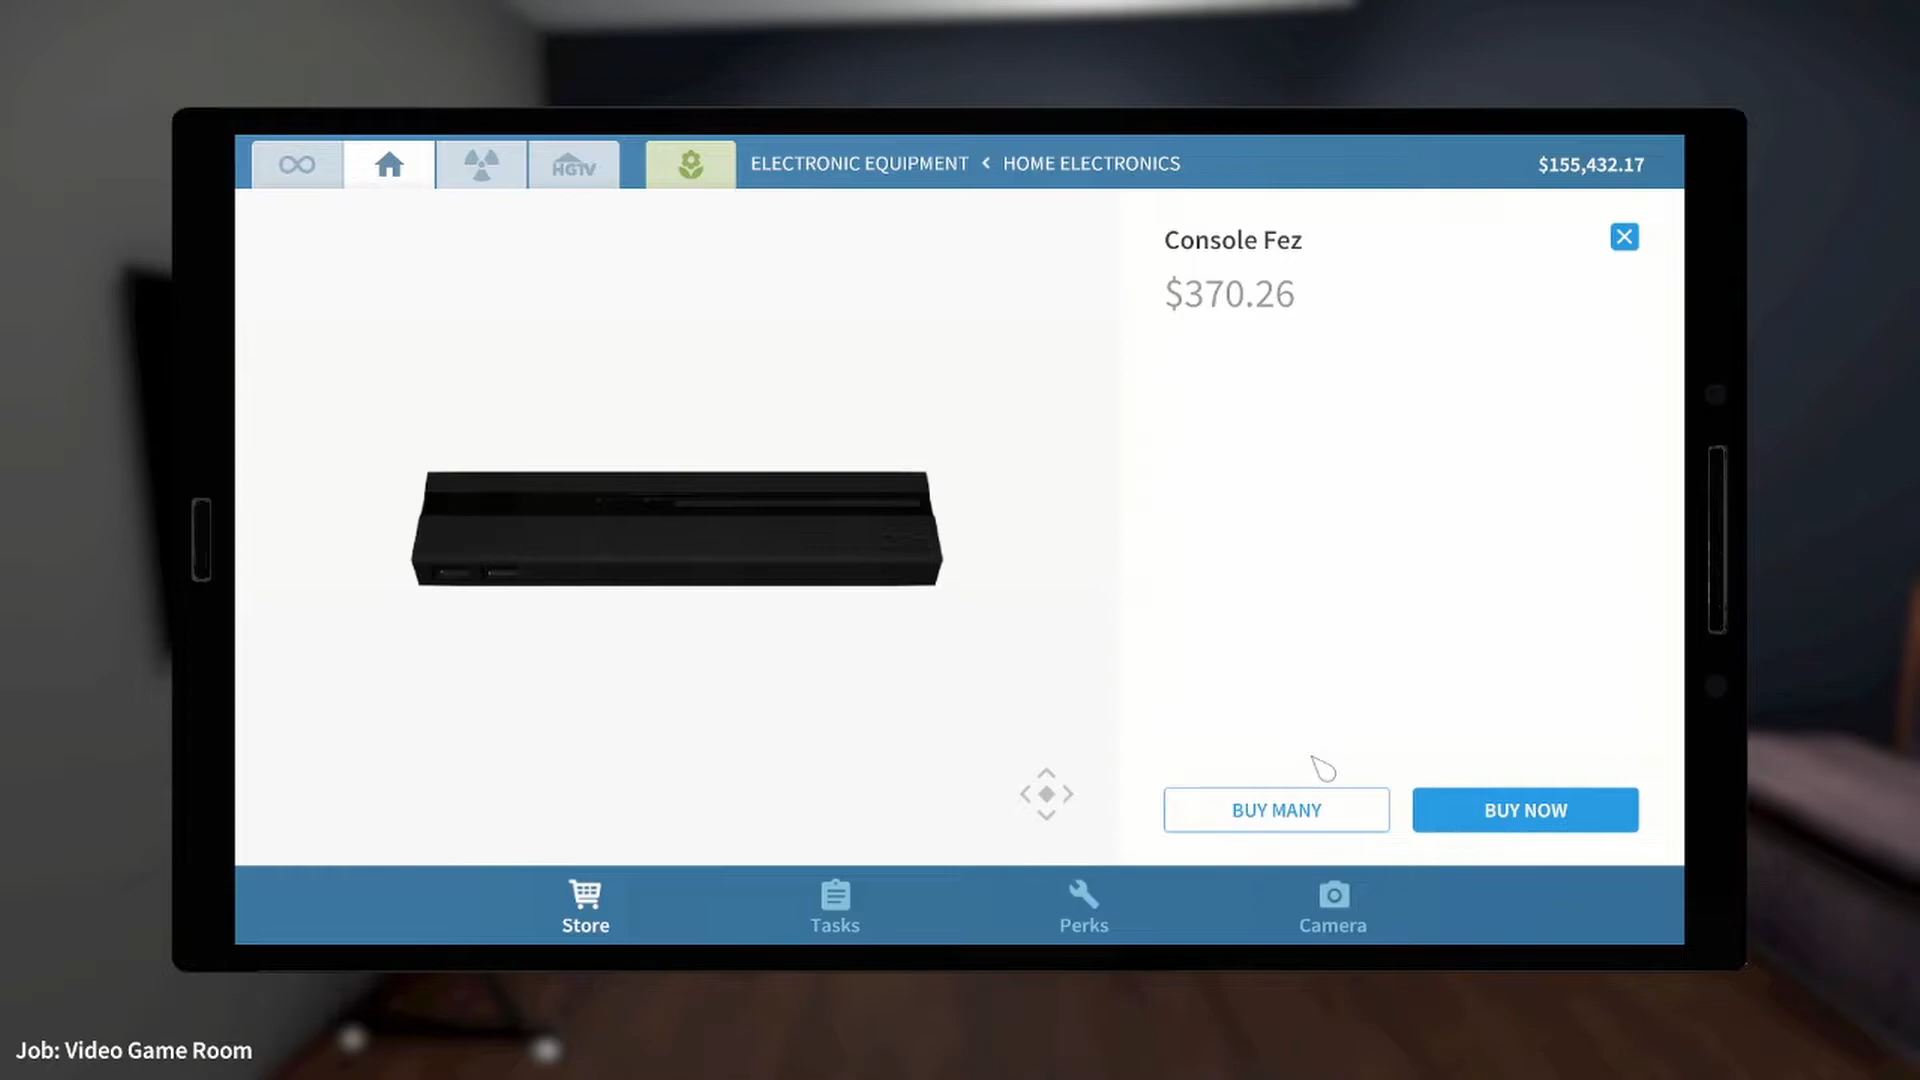 HGTV
ELECTRONIC EQUIPMENT < HOME ELECTRONICS
$155,432.17
Console Fez
$370.26
BUY MANY
BUY NOW
Store
Tasks
Perks
Camera
Job: Video Game Room